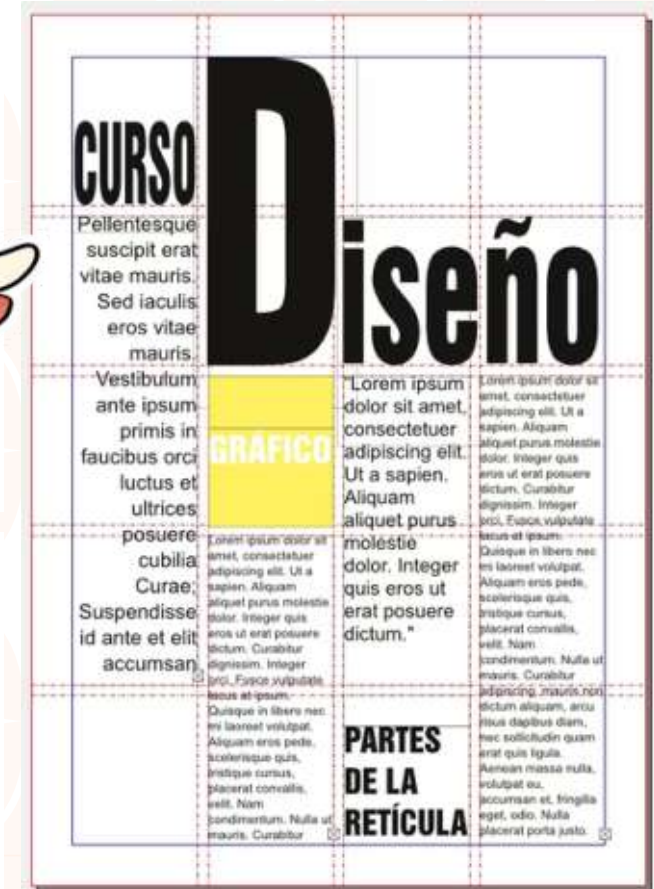 CURSO
Diseño
Pellentesque
suscipit erat
vitae mauris.
Sed iaculis
eros vitae
mauris.
Vestibulum
ante ipsum
primis in
faucibus orci
luctus et
ultrices
posuere
cubilia
Curae;
Suspendisse
id ante et elit
accumsan
GRÁFICO
Lorem ipsum dolor sit
amet, consectetuer
adipiscing elit. Ut a
sapien. Aliquam
aliquet purus molestie
dolor. Integer quis
eros ut erat posuere
dictum. Curabitur
dignissim. Integer
orci. Fusce vulputate
lacus at ipsum.
Quisque in libero nec
mi laoreet volutpat.
Aliquam eros pede,
scelerisque quis,
tristique cursus,
placerat convallis,
velit. Nam
condimentum. Nulla ut
mauris. Curabitur
"Lorem ipsum
dolor sit amet,
consectetuer
adipiscing elit.
Ut a sapien.
Aliquam
aliquet purus
molestie
dolor. Integer
quis eros ut
erat posuere
dictum."
PARTES
DE LA
RETÍCULA
Lorem ipsum dolor sit
amet, consectetuer
adipiscing elit. Ut a
sapien. Aliquam
aliquet purus molestie
dolor. Integer quis
eros ut erat posuere
dictum. Curabitur
dignissim. Integer
orci. Fusce vulputate
lacus at ipsum.
Quisque in libero nec
mi laoreet volutpat.
Aliquam eros pede,
scelerisque quis,
tristique cursus,
placerat convallis,
velit. Nam
condimentum. Nulla ut
mauris. Curabitur
adipiscing, mauris non
dictum aliquam, arcu
risus dapibus diam,
nec sollicitudin quam
erat quis ligula.
Aenean massa nulla,
volutpat eu,
accumsan et, fringilla
eget, odio. Nulla
placerat porta justo.